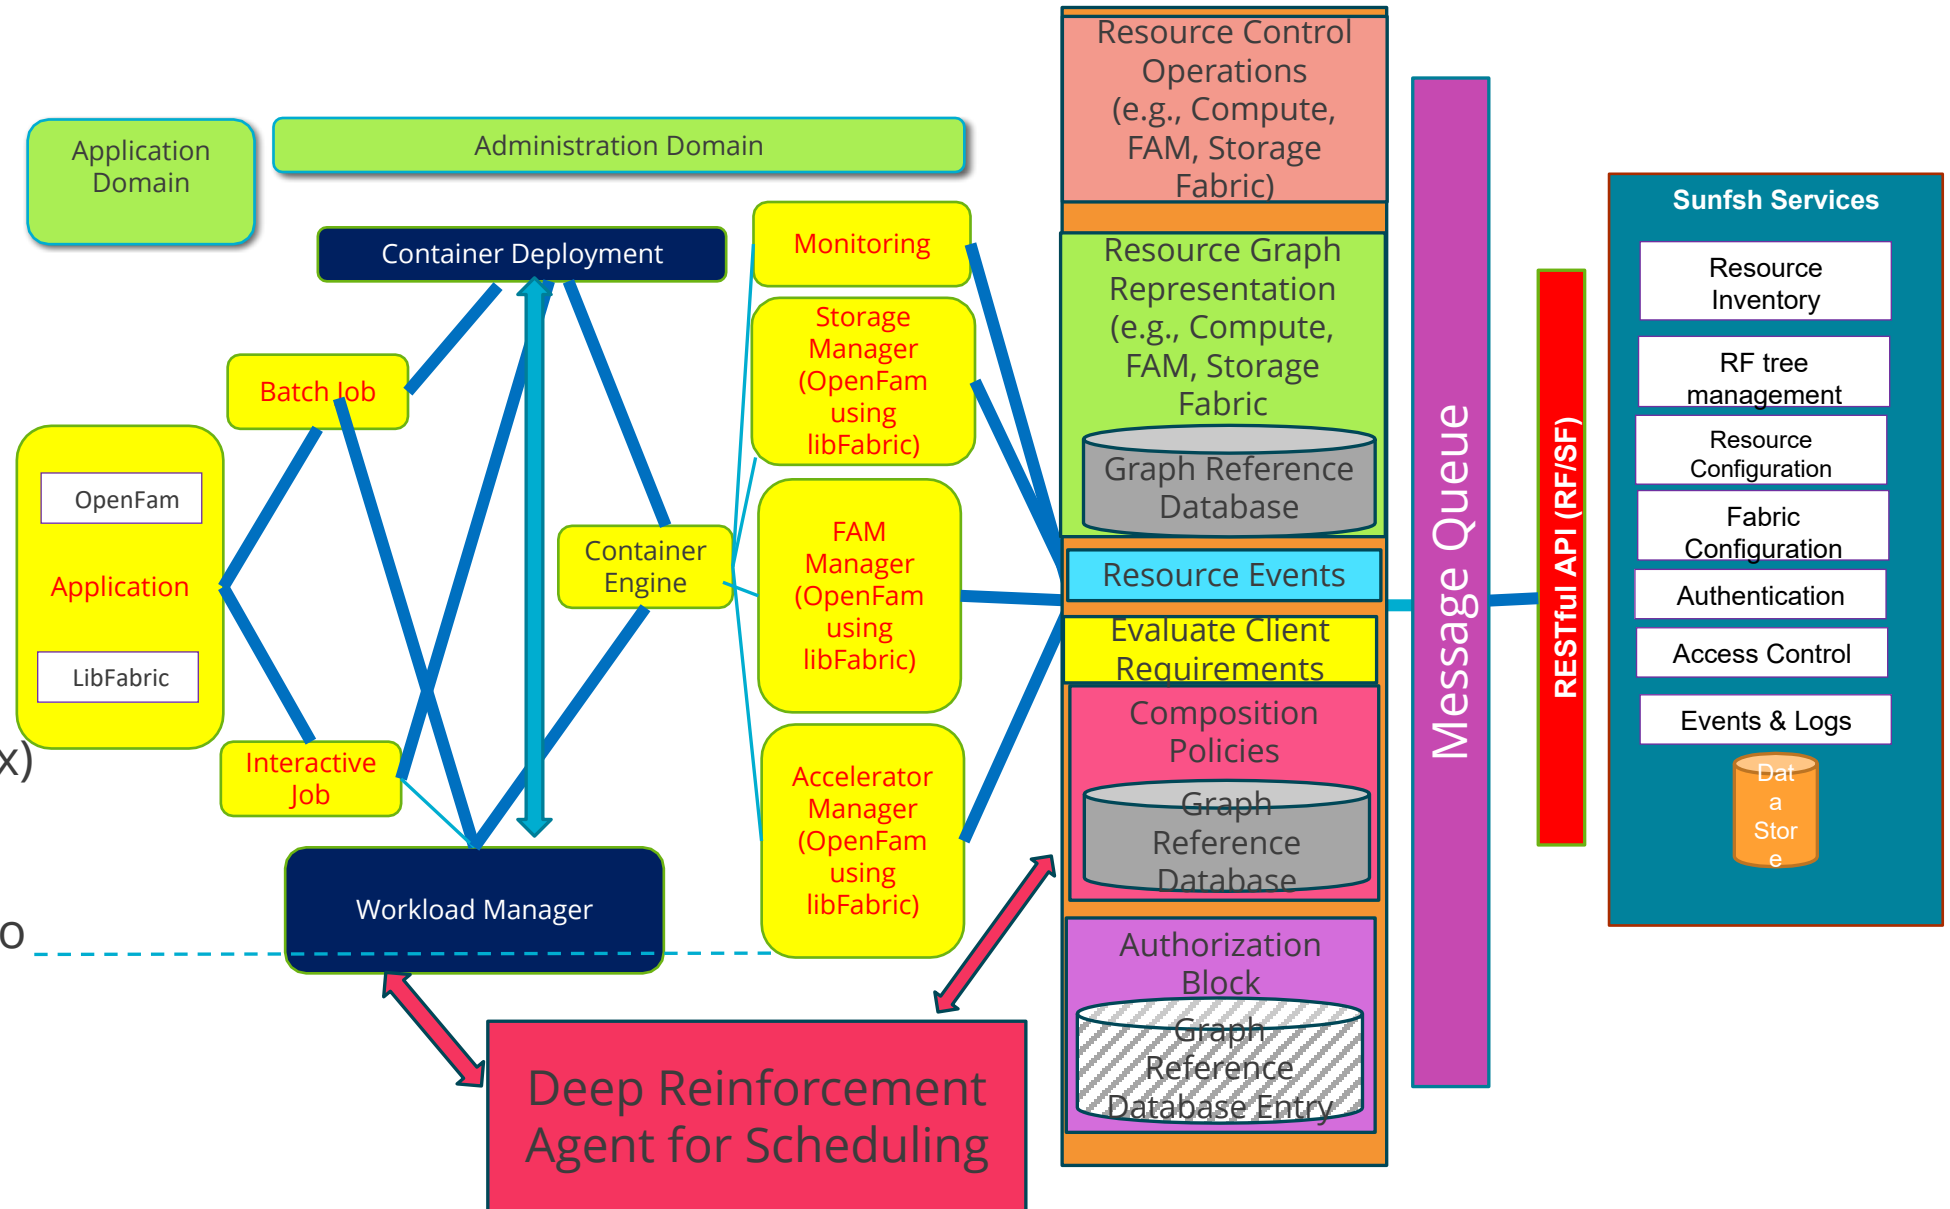 Application
Domain
Administration Domain
Container Deployment
Batch Job
OpenFam
Application
LibFabric
x)
Interactive
Job
Workload Manager
o
Container
Engine
Monitoring
Storage
Manager
(OpenFam
using
libFabric)
FAM
Manager
(OpenFam
using
libFabric)
Accelerator
Manager
(OpenFam
using
libFabric)
Deep Reinforcement
Agent for Scheduling
Resource Control
Operations
(e.g., Compute,
FAM, Storage
Fabric)
Resource Graph
Representation
(e.g., Compute,
FAM, Storage
Fabric
Graph Reference
Database
Resource Events
Evaluate Client
Requirements
Composition
Policies
Graph
Reference
Database
Authorization
Block
Graph
Reference
Database Entry
Message Queue
RESTful API (RF/SF)
Sunfsh Services
Resource
Inventory
RF tree
management
Resource
Configuration
Fabric
Configuration
Authentication
Access Control
Events & Logs
Dat
a
Stor
e